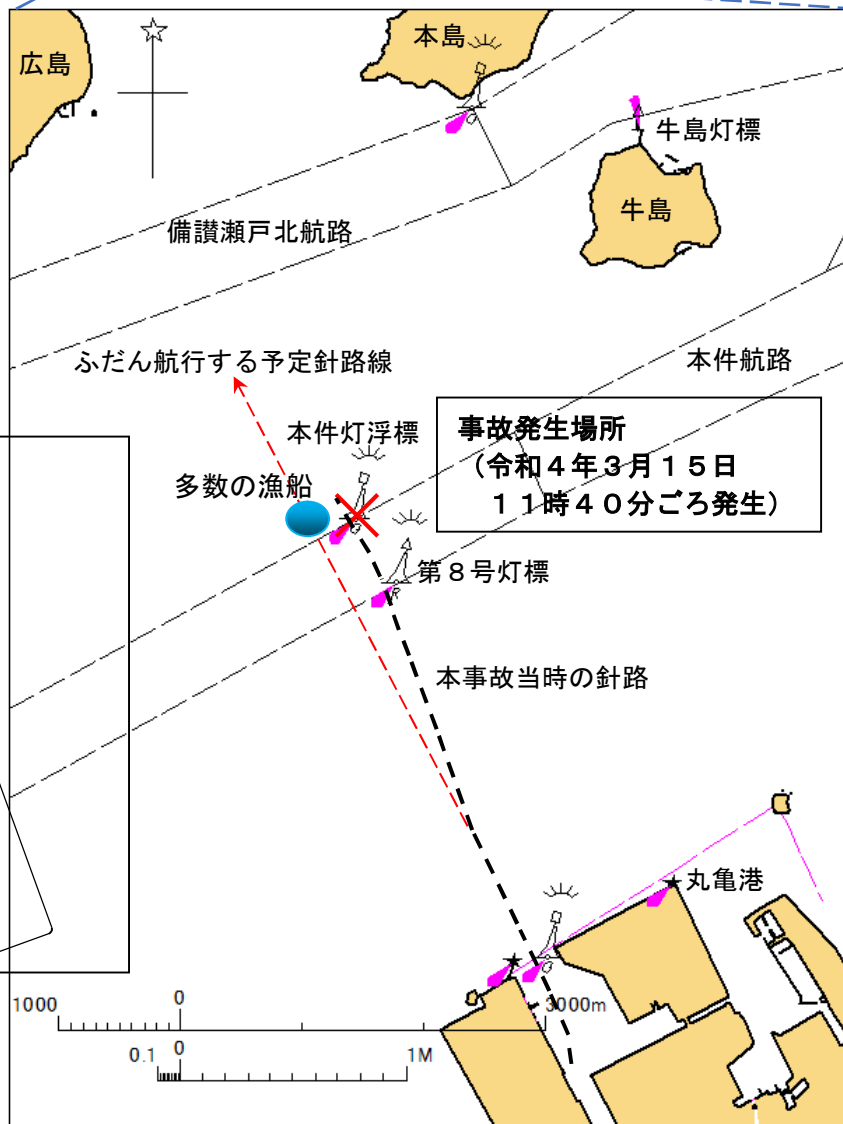 本島
広島
牛島灯標
牛島
備讃瀬戸北航路
ふだん航行する予定針路線
本件航路
本件灯浮標
事故発生場所
（令和４年３月１５日
１１時４０分ごろ発生）
多数の漁船
G
第８号灯標
R
本事故当時の針路
丸亀港
G
1000 0 3000m
0.1 0 1M